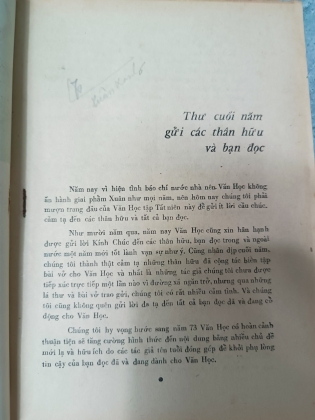 Thư cuối năm
gửi các thân hữu
và bạn đọc
Năm nay vì hiện tình báo chí nước nhà nên Văn Học không
ấn hành giai phẩm Xuân như mọi năm, nên hôm nay chúng tôi phải
mượn trang đầu của Văn Học tập Tất niên này để gửi ít lời cầu chúc,
cảm tạ đến các thân hữu và tất cả bạn đọc.
Như mười năm qua, năm nay Văn Học cũng xin hân hạnh
được gửi lời Kính Chúc đến các thân hữu, bạn đọc trong và ngoài
nước một năm mới tốt lành vạn sự như ý. Cũng nhân dịp cuối năm,
chúng tôi thành thật cảm tạ những thân hữu đã cộng tác biên tập
bài vở cho Văn Học và nhất là những tác giả chúng tôi chưa được
tiếp xúc trực tiếp một lần nào vì đường xá ngăn trở, nhưng qua những
lá thư và bài vở trao gửi, chúng tôi có rất nhiều cảm tình. Và chúng
tôi cũng không quên gửi lời đa tạ đến tất cả bạn đọc đã và đang cổ
động cho Văn Học.
Chúng tôi hy vọng bước sang năm 73 Văn Học có hoàn cảnh
thuận tiện sẽ tăng cường hình thức đến nội dung bằng nhiều chủ đề
mới lạ và hữu ích do các tác giả tên tuổi đóng góp để khỏi phụ lòng
tin cậy của bạn đọc đã và đang dành cho Văn Học.